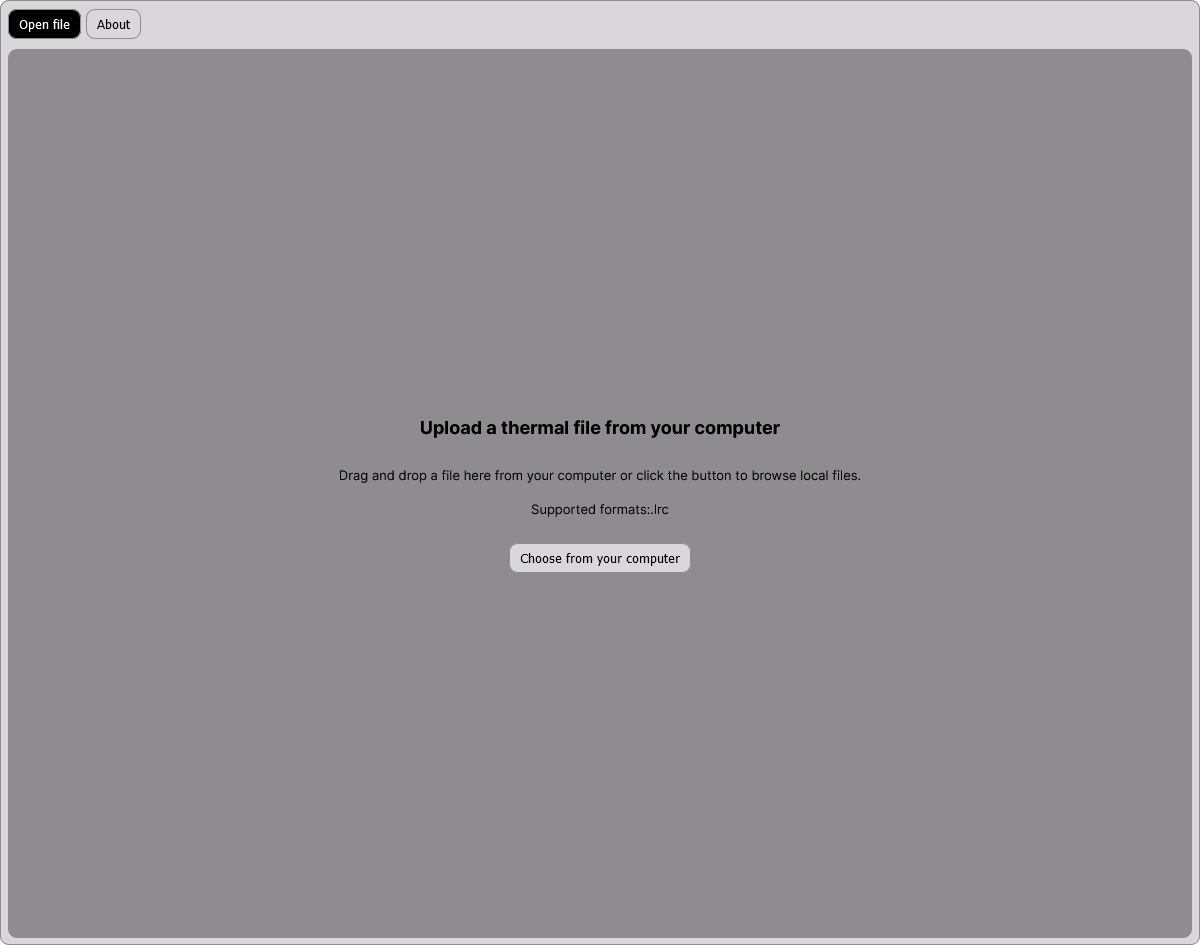 Open file
About
Upload a thermal file from your computer
Drag and drop a file here from your computer or click the button to browse local files.
Supported formats:.lrc
Choose from your computer